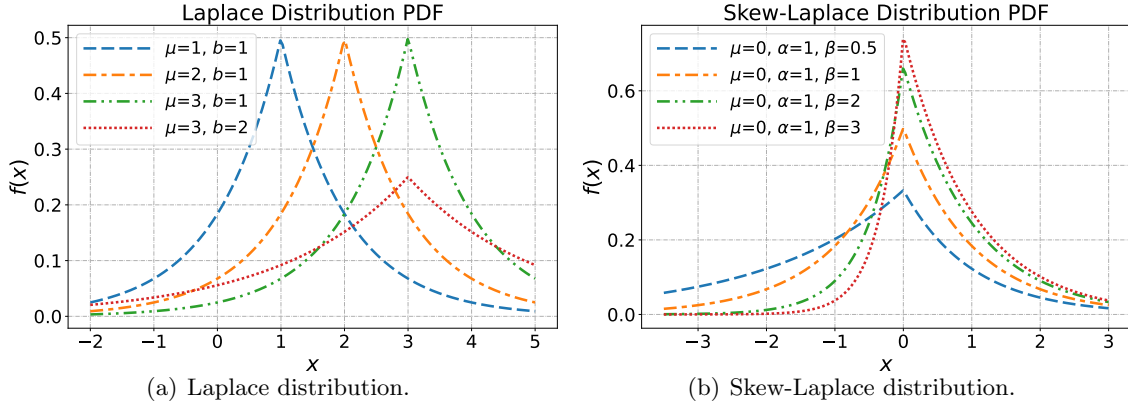 Laplace Distribution PDF
μ=1, b=1
μ=2, b=1
μ=3, b=1
μ=3, b=2
0.5
0.4
0.3
0.2
0.1
0.0
f(x)
−2 −1 0 1 2 3 4 5
x
(a) Laplace distribution.
Skew-Laplace Distribution PDF
μ=0, α=1, β=0.5
μ=0, α=1, β=1
μ=0, α=1, β=2
μ=0, α=1, β=3
0.6
0.4
0.2
0.0
f(x)
−3 −2 −1 0 1 2 3
x
(b) Skew-Laplace distribution.